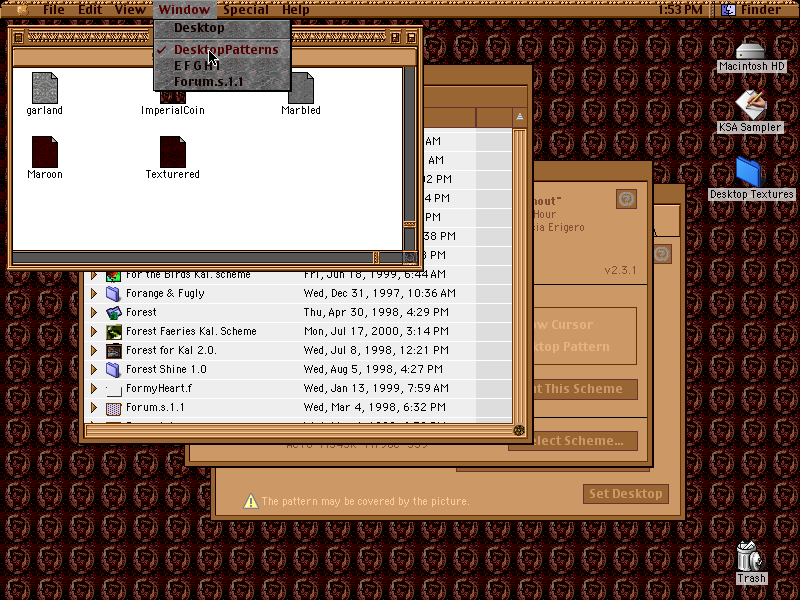 File Edit View Window Special Help 1:53 PM Finder
Desktop
DesktopPatterns
E F G H I
Forum.s.1.1
garland ImperialCoin Marbled
Maroon Texturered
Macintosh HD
KSA Sampler
Desktop Textures
Trash
AM
AM
PM
4 PM
PM
38 PM
PM
For the Birds Kal. scheme Fri, Jun 18, 1999, 6:44 AM
Forange & Fugly Wed, Dec 31, 1997, 10:36 AM
Forest Thu, Apr 30, 1998, 4:29 PM
Forest Faeries Kal. Scheme Mon, Jul 17, 2000, 3:14 PM
Forest for Kal 2.0. Wed, Jul 8, 1998, 12:21 PM
Forest Shine 1.0 Wed, Aug 5, 1998, 4:27 PM
FormyHeart.f Wed, Jan 13, 1999, 7:59 AM
Forum.s.1.1 Wed, Mar 4, 1998, 6:32 PM
nout"
Hour
cia Erigero
v2.3.1
ow Cursor
ktop Pattern
ut This Scheme
elect Scheme...
The pattern may be covered by the picture.
Set Desktop